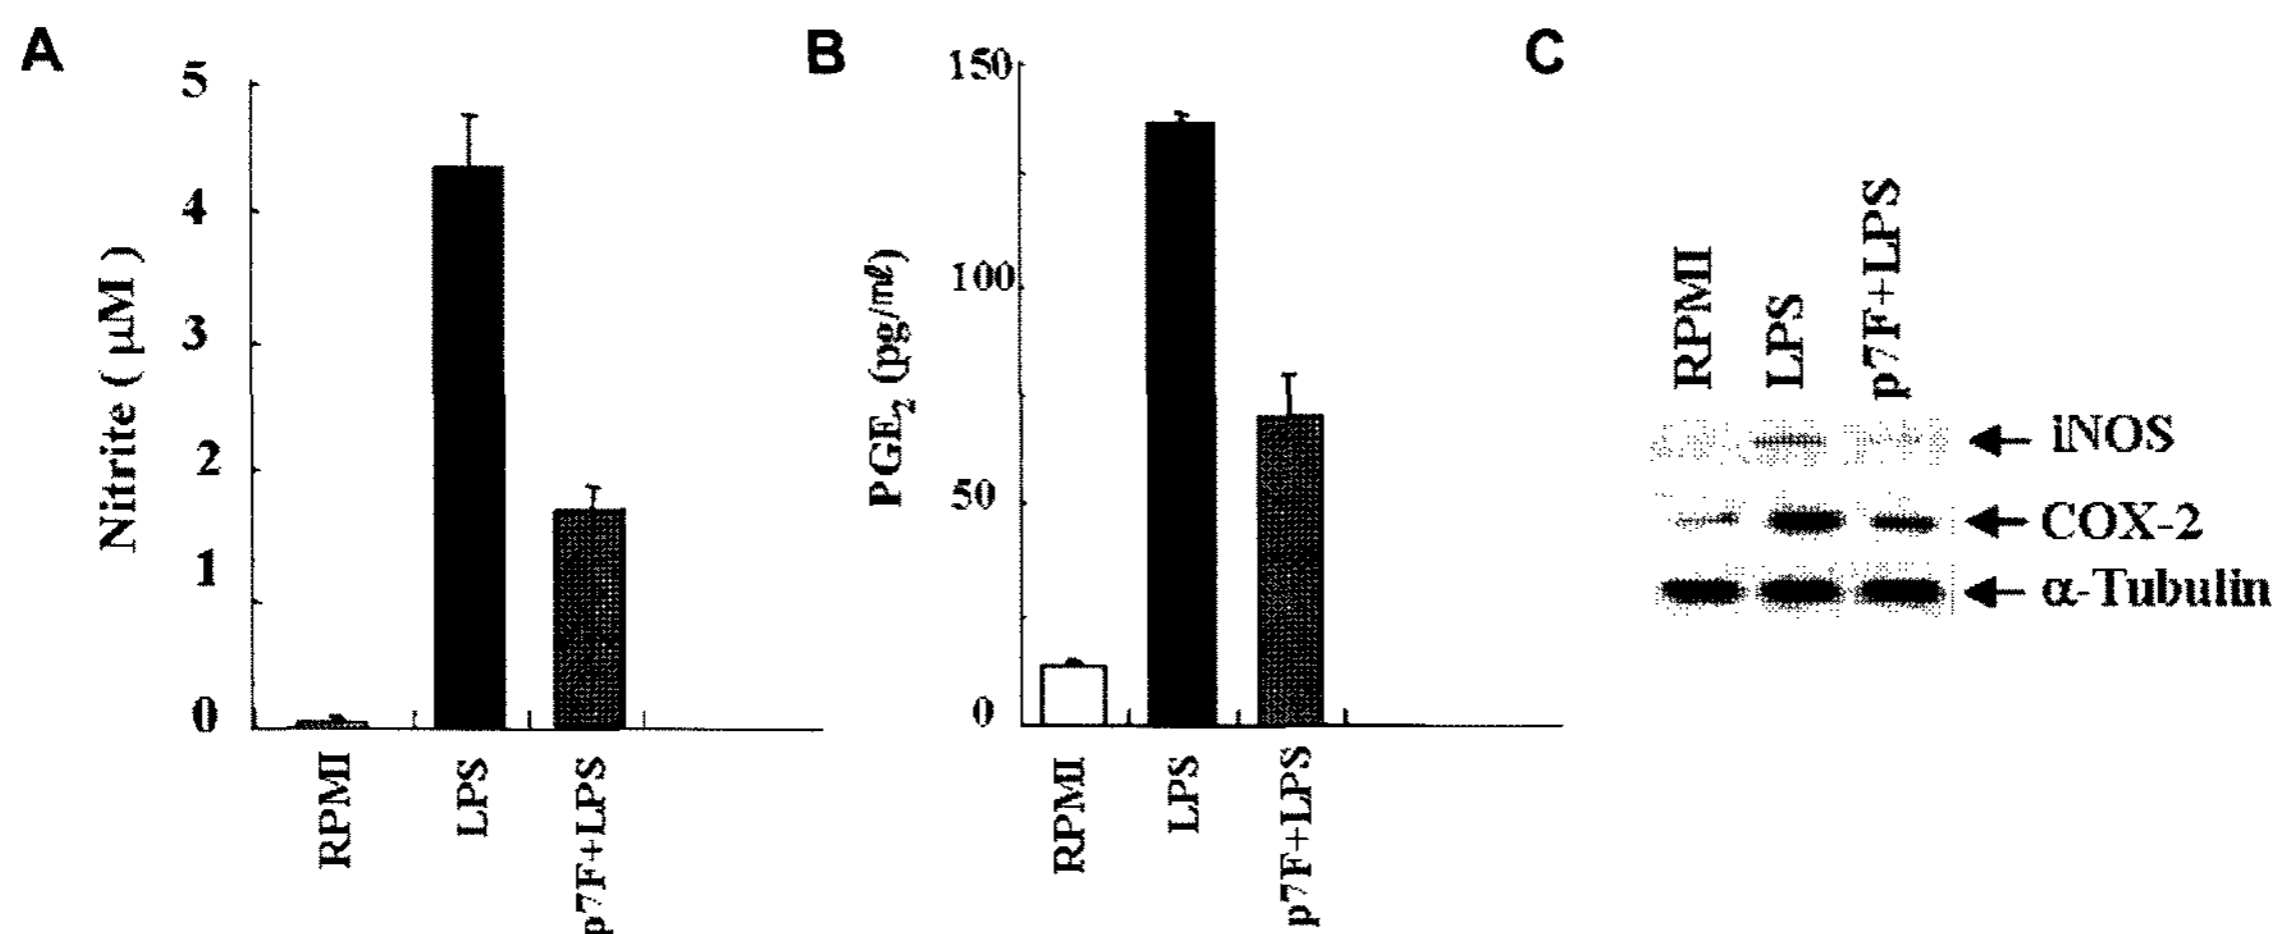 A
5
4
3
2
1
0
Nitrite ( μM )
RPMI
LPS
p7F+LPS
B
150
100
50
0
PGE2 (pg/㎖)
RPMI
LPS
p7F+LPS
C
RPMI
LPS
p7F+LPS
iNOS
COX-2
α-Tubulin